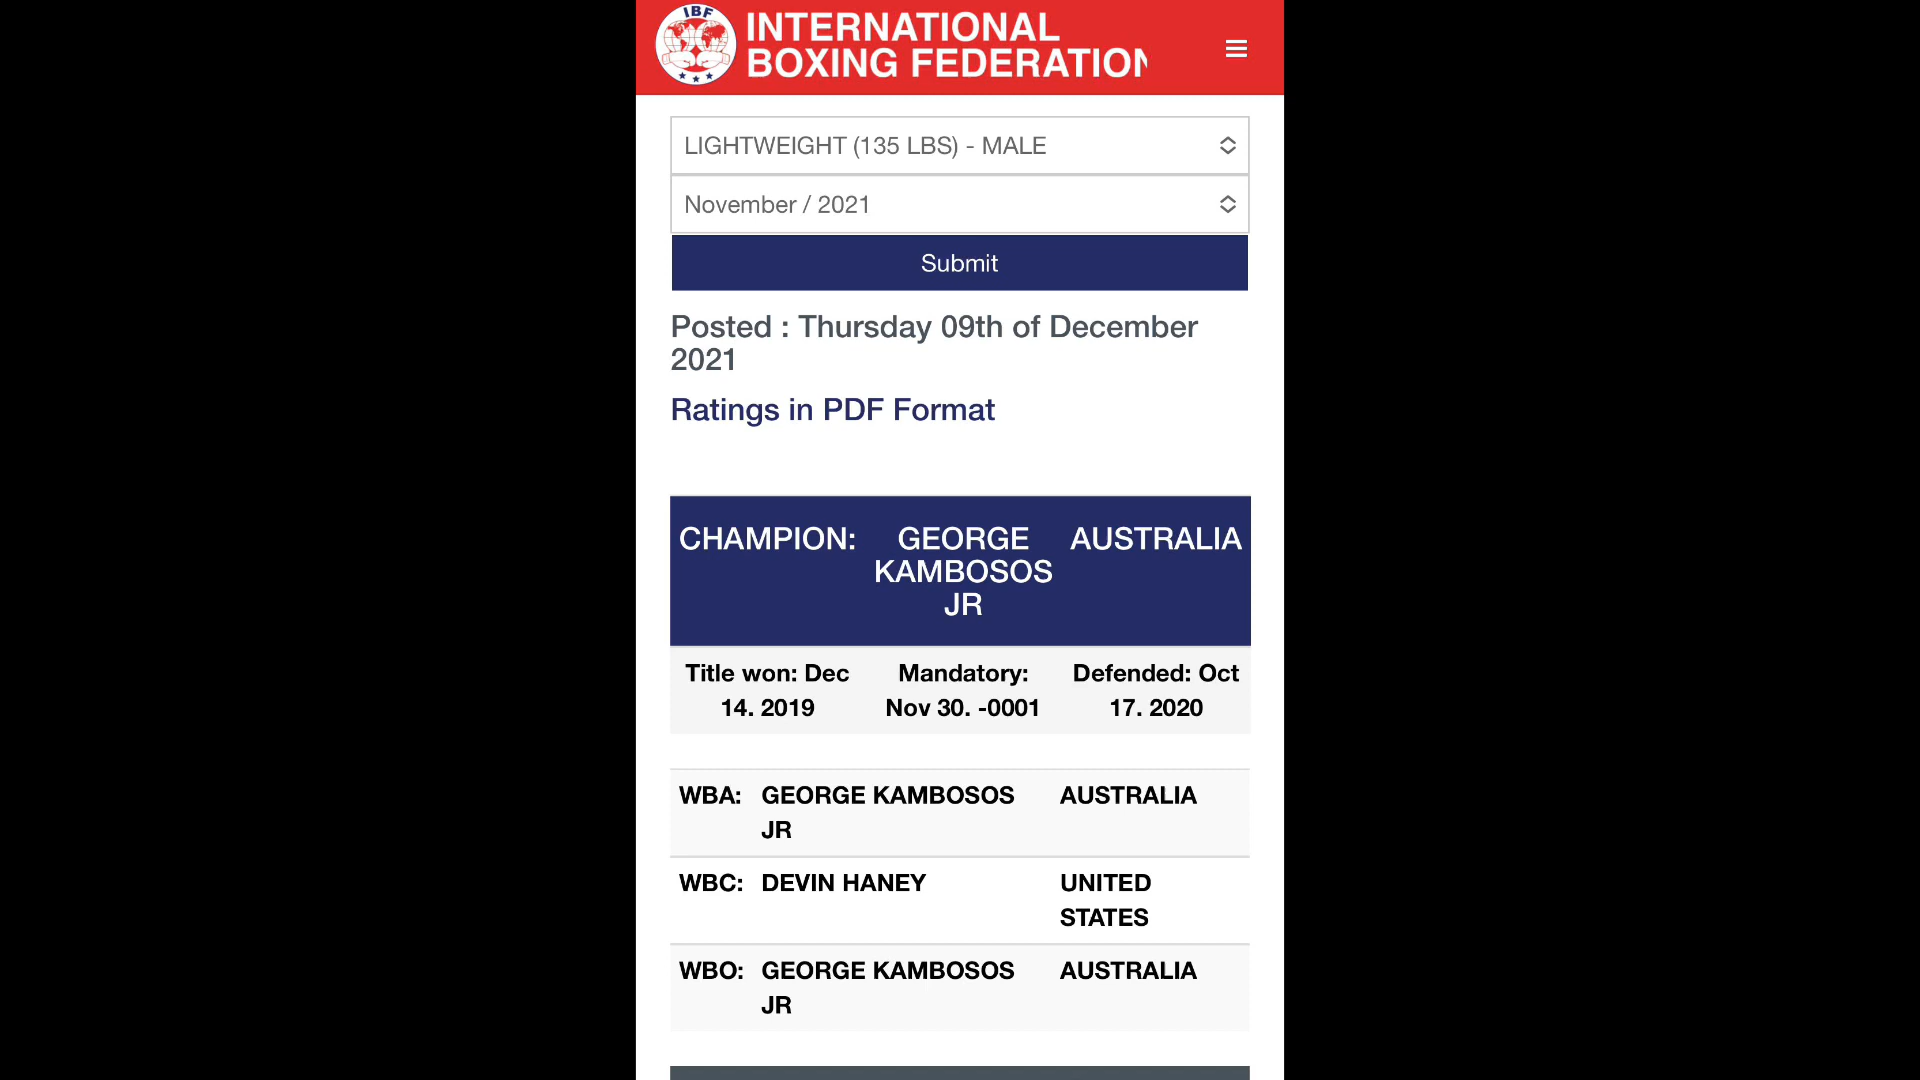 IBF
INTERNATIONAL
BOXING FEDERATION
LIGHTWEIGHT (135 LBS) - MALE
November / 2021
Submit
Posted : Thursday 09th of December
2021
Ratings in PDF Format
CHAMPION: GEORGE KAMBOSOS JR AUSTRALIA
Title won: Dec 14. 2019 Mandatory: Nov 30. -0001 Defended: Oct 17. 2020
WBA: GEORGE KAMBOSOS JR AUSTRALIA
WBC: DEVIN HANEY UNITED STATES
WBO: GEORGE KAMBOSOS JR AUSTRALIA